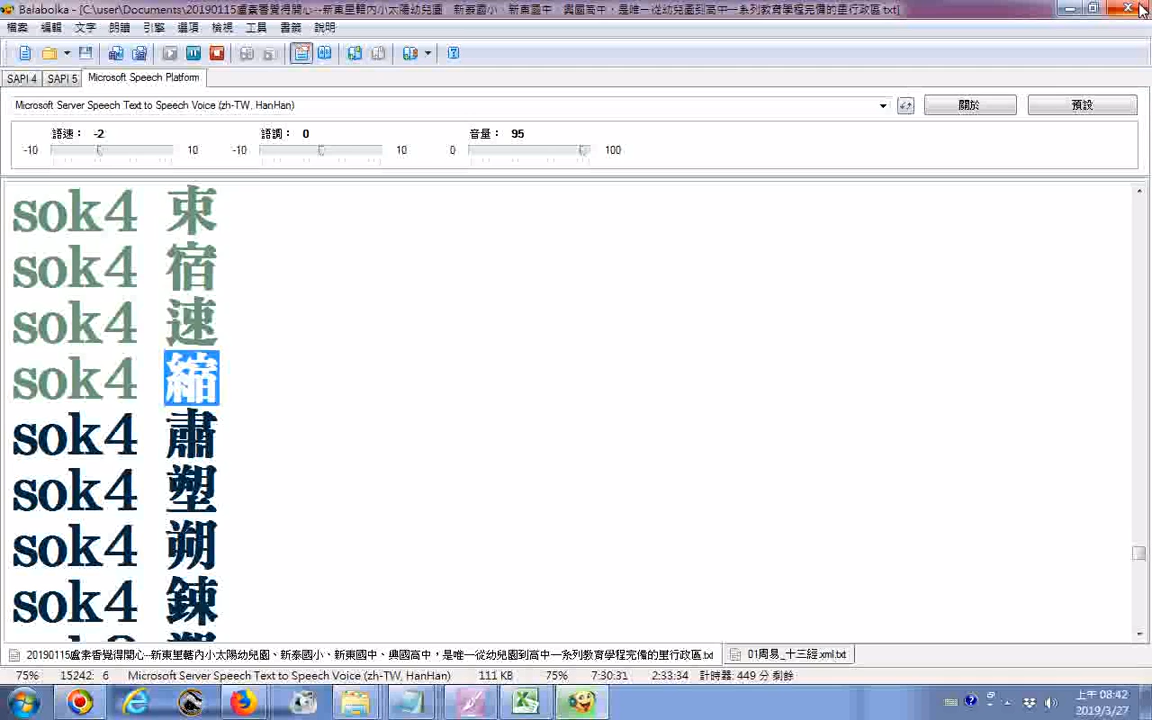 Balabolka - [C:\user\Documents\20190115盧素香覺得開心--新東里轄內小太陽幼兒園、新泰國小、新東國中、興國高中，是唯一從幼兒園到高中一系列教育學程完備的里行政區.txt]
檔案 編輯 文字 朗讀 引擎 選項 檢視 工具 書籤 說明
SAPI 4 SAPI 5 Microsoft Speech Platform
Microsoft Server Speech Text to Speech Voice (zh-TW, HanHan) 關於 預設
語速： -2 語調： 0 音量： 95
-10 10 -10 10 0 100
sok4 束
sok4 宿
sok4 速
sok4 縮
sok4 肅
sok4 塑
sok4 朔
sok4 鍊
20190115盧素香覺得開心--新東里轄內小太陽幼兒園、新泰國小、新東國中、興國高中，是唯一從幼兒園到高中一系列教育學程完備的里行政區.txt 01周易_十三經.xml.txt
75% 15242: 6 Microsoft Server Speech Text to Speech Voice (zh-TW, HanHan) 111 KB 75% 7:30:31 2:33:34 計時器: 449 分 剩餘
上午 08:42
2019/3/27